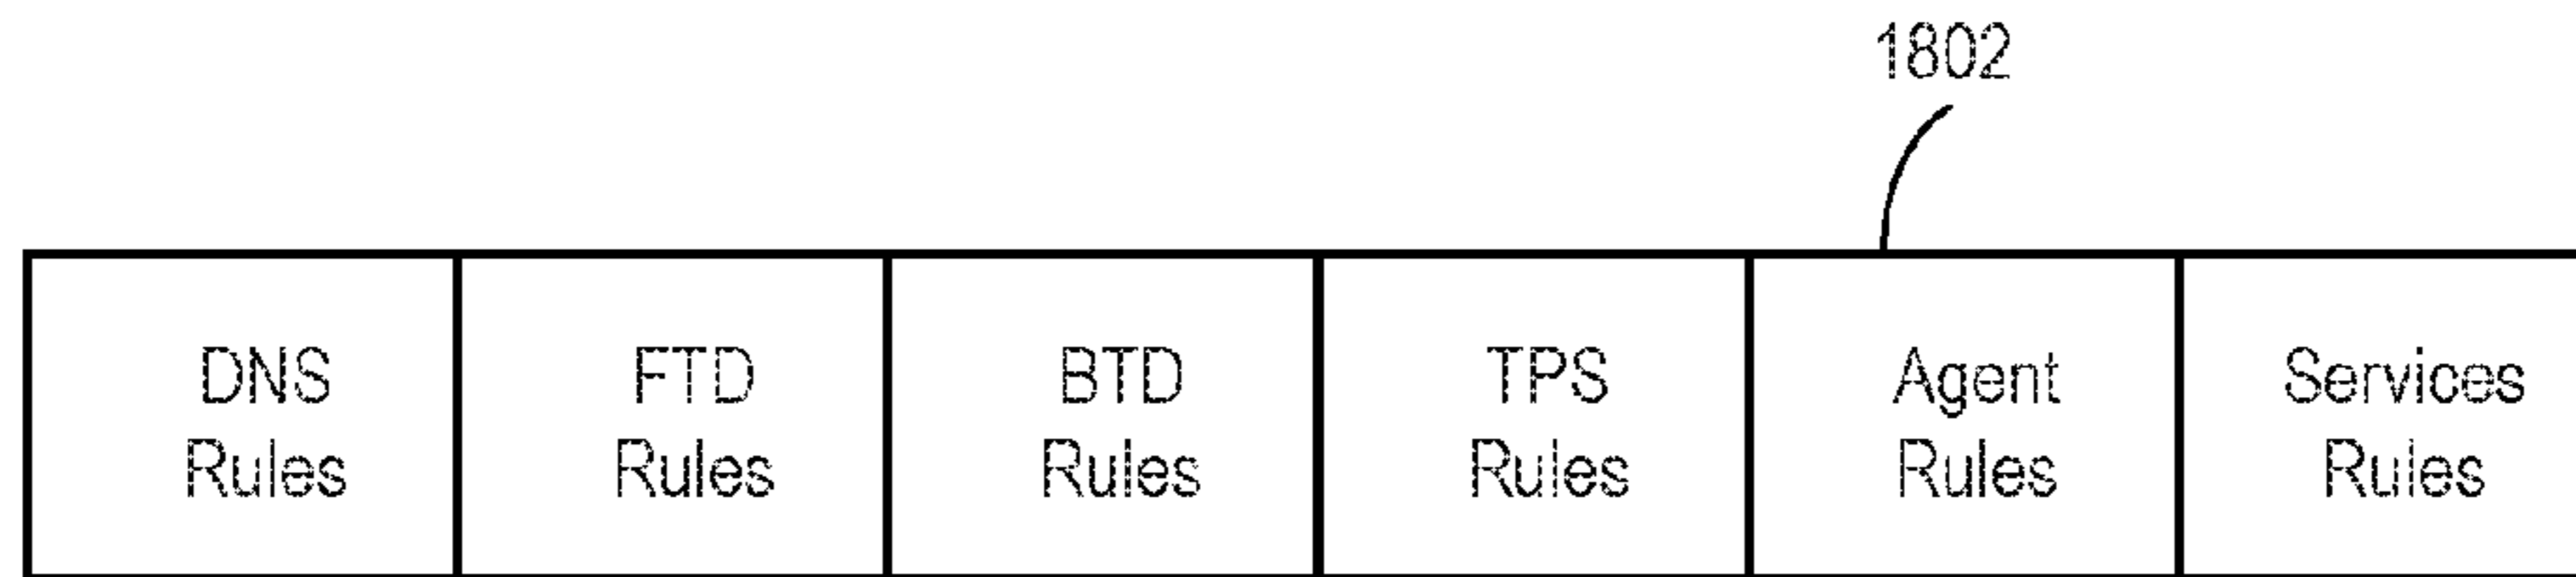 1802
DNS
Rules
FTD
Rules
BTD
Rules
TPS
Rules
Agent
Rules
Services
Rules